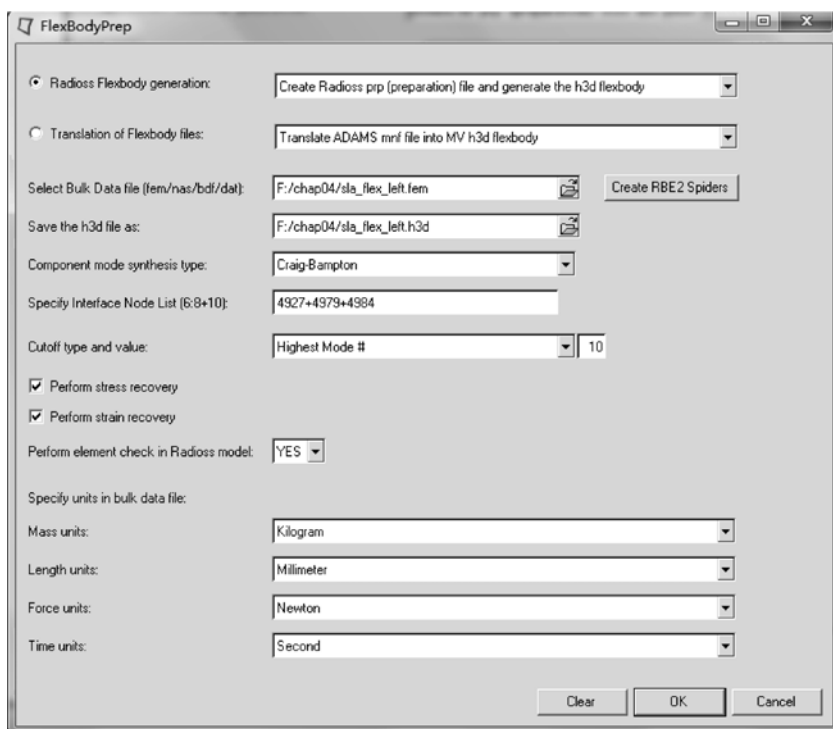 FlexBodyPrep
Radioss Flexbody generation: Create Radioss prp (preparation) file and generate the h3d flexbody
Translation of Flexbody files: Translate ADAMS mnf file into MV h3d flexbody
Select Bulk Data file (fem/nas/bdf/dat): F:/chap04/sla_flex_left.fem Create RBE2 Spiders
Save the h3d file as: F:/chap04/sla_flex_left.h3d
Component mode synthesis type: Craig-Bampton
Specify Interface Node List (6:8+10): 4927+4979+4984
Cutoff type and value: Highest Mode # 10
Perform stress recovery
Perform strain recovery
Perform element check in Radioss model: YES
Specify units in bulk data file:
Mass units: Kilogram
Length units: Millimeter
Force units: Newton
Time units: Second
Clear OK Cancel